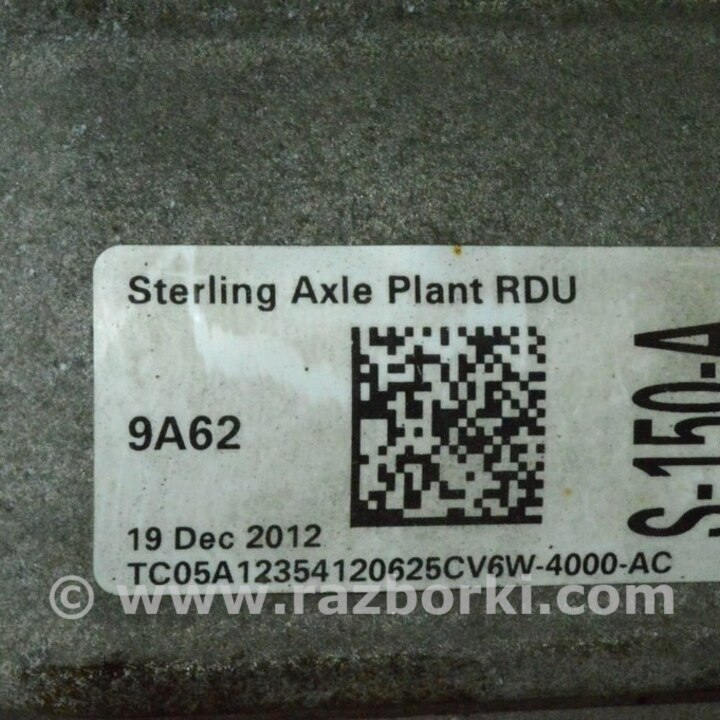 Sterling Axle Plant RDU
9A62
19 Dec 2012
TC05A12354120625CV6W-4000-AC
S-150-A
© www.razborki.com